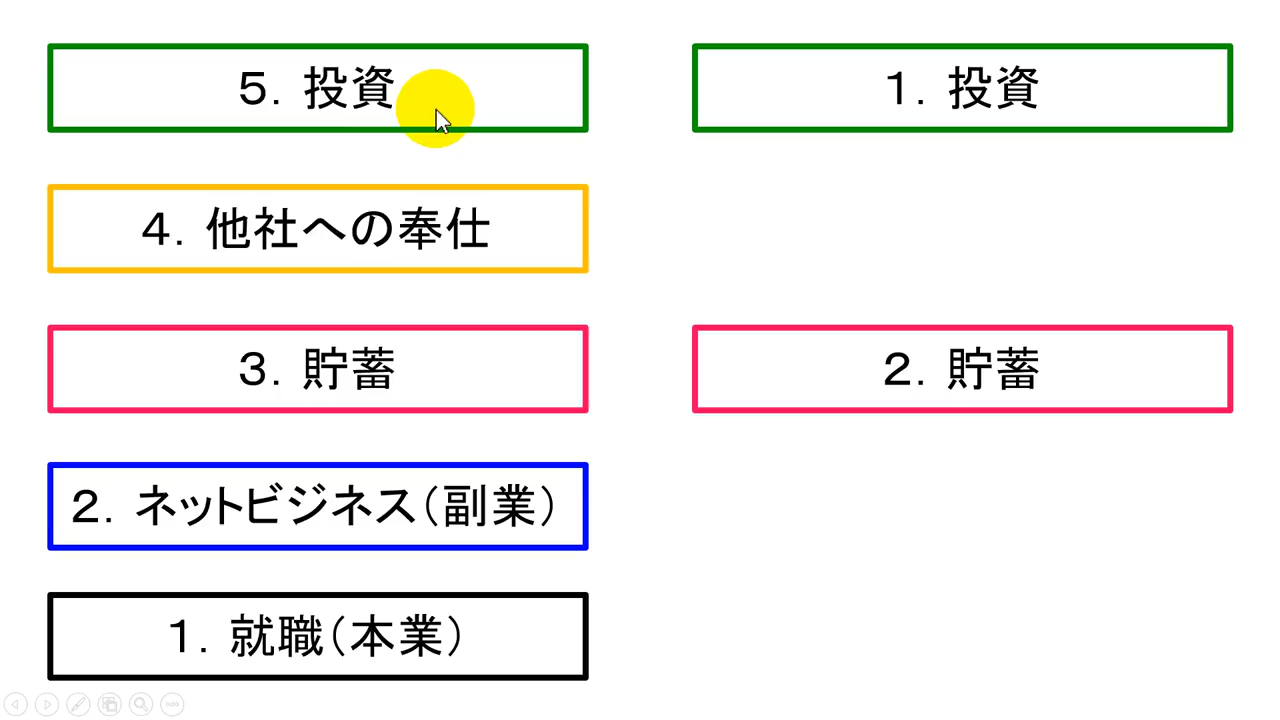 ５．投資
１．投資
４．他社への奉仕
３．貯蓄
２．貯蓄
２．ネットビジネス（副業）
１．就職（本業）